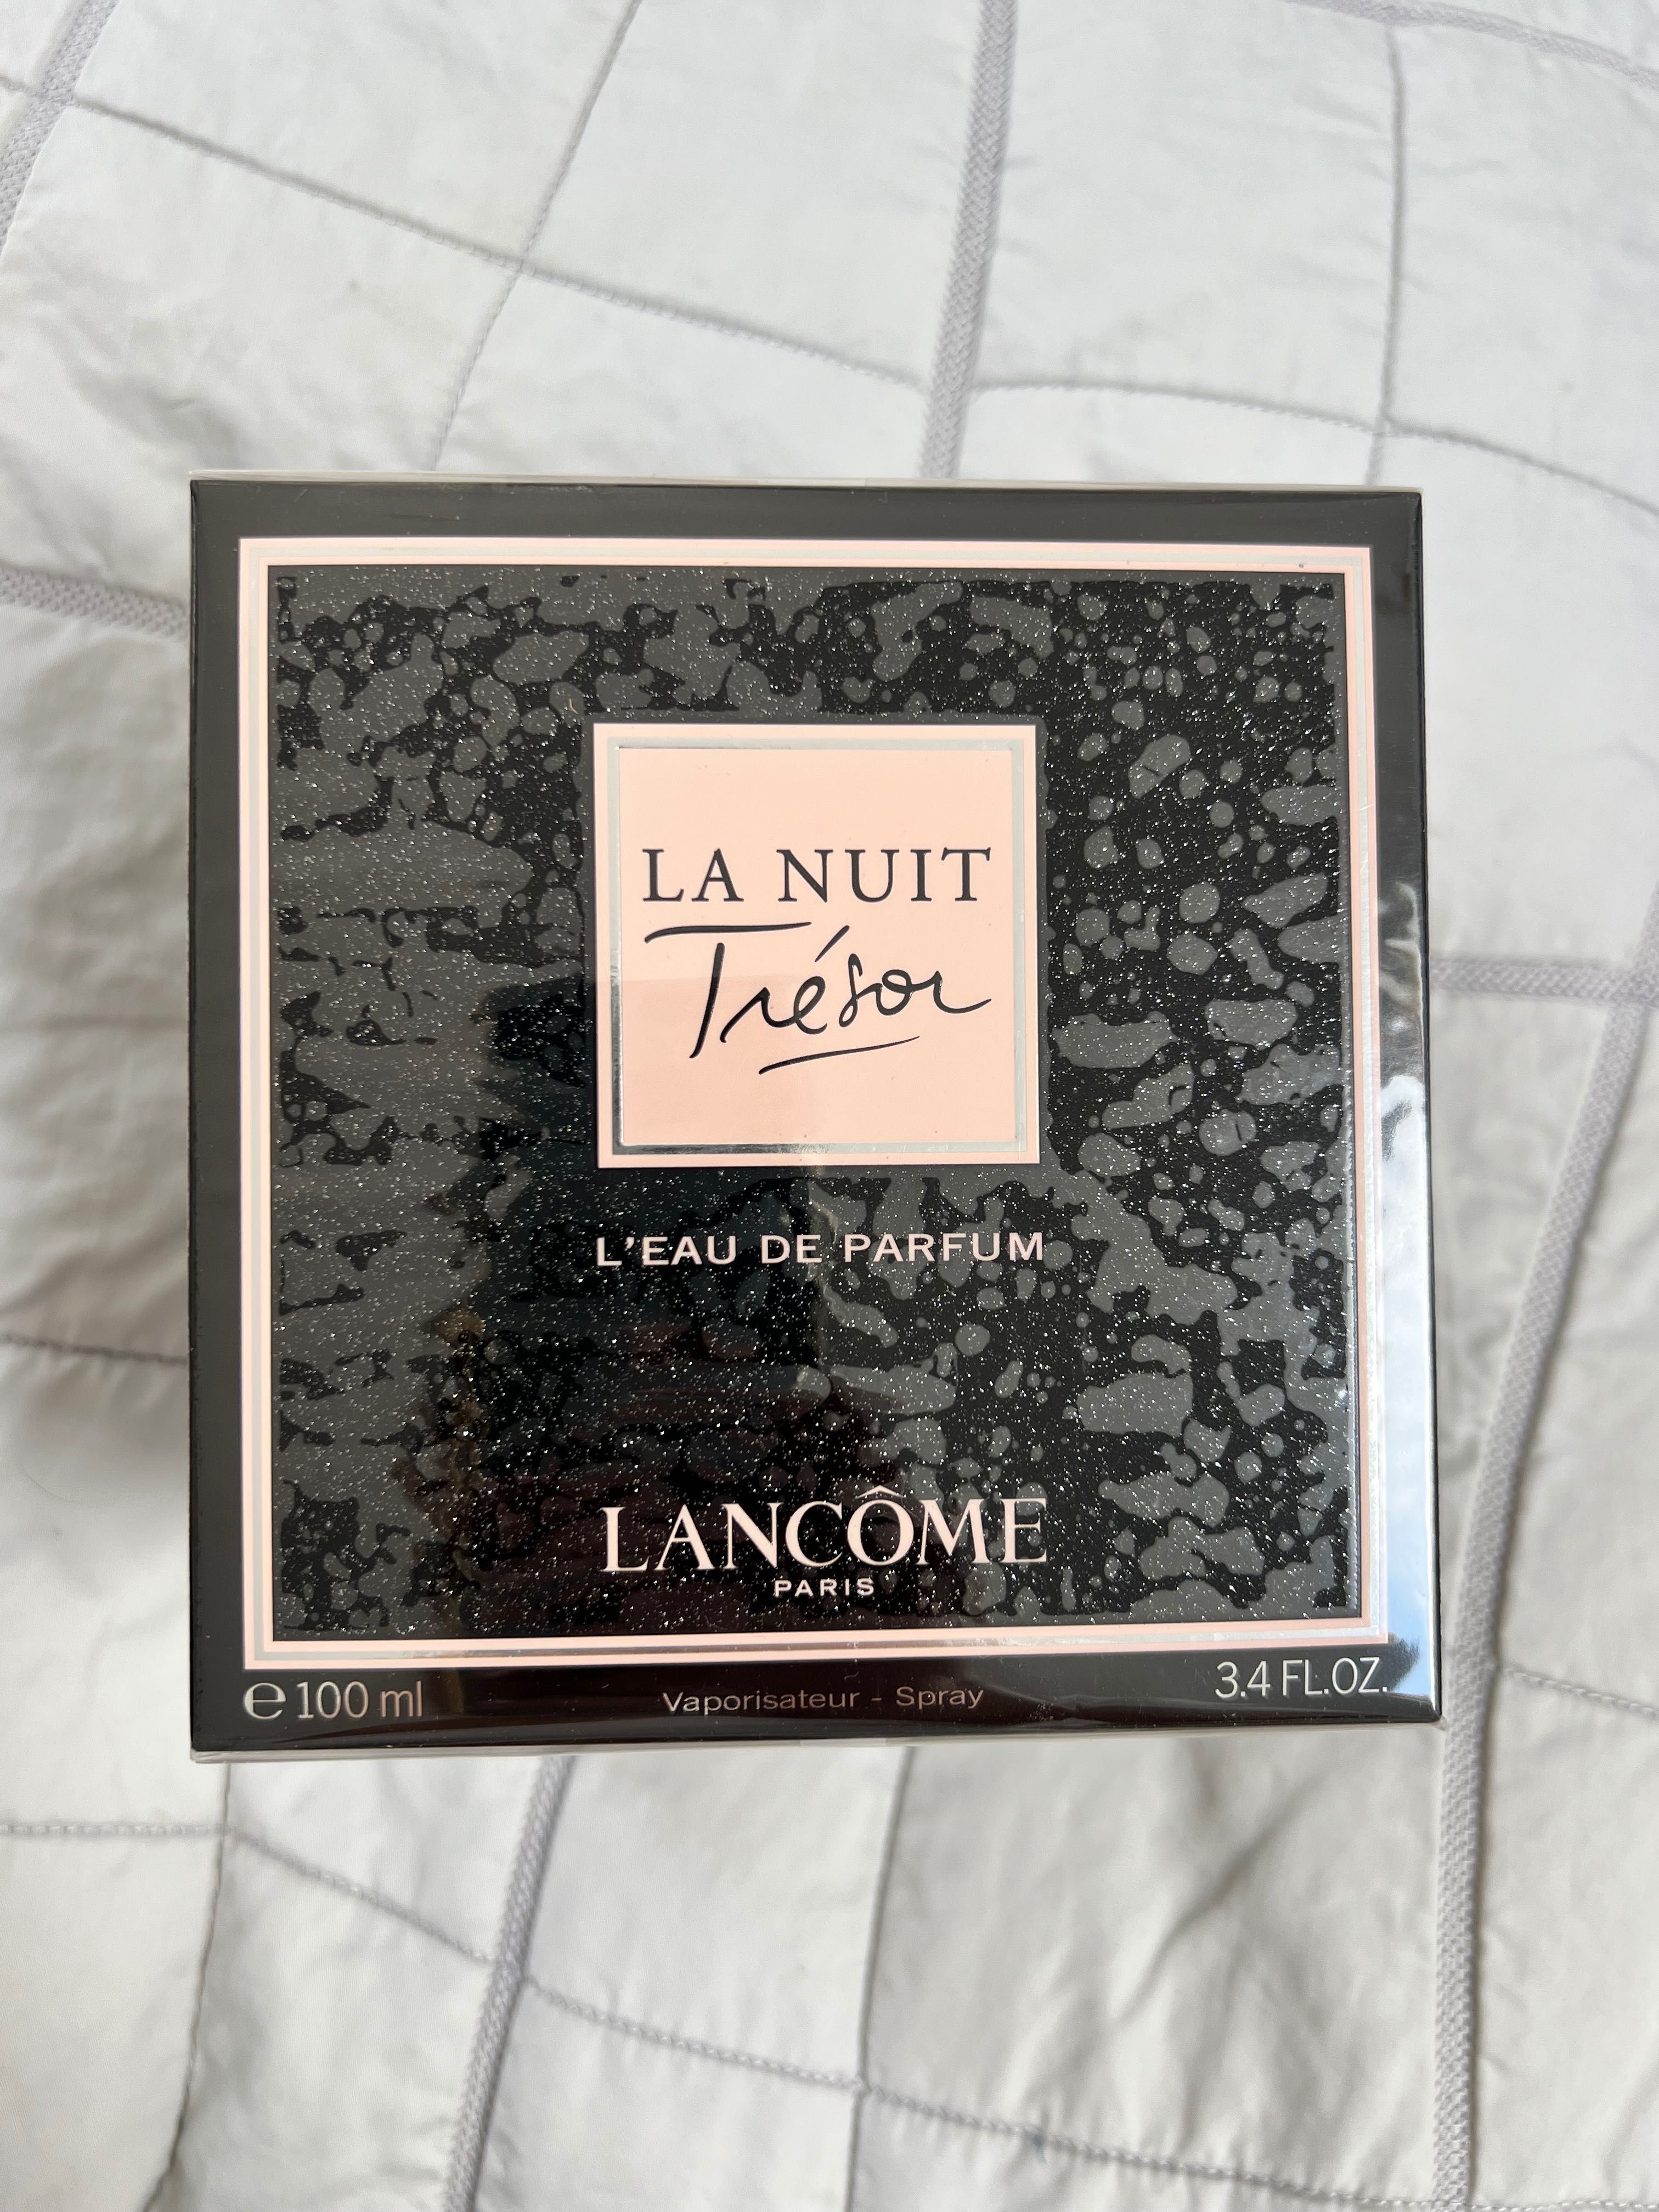 LA NUIT
Trésor
L'EAU DE PARFUM
LANCÔME
PARIS
℮ 100 ml Vaporisateur - Spray 3.4 FL.OZ.